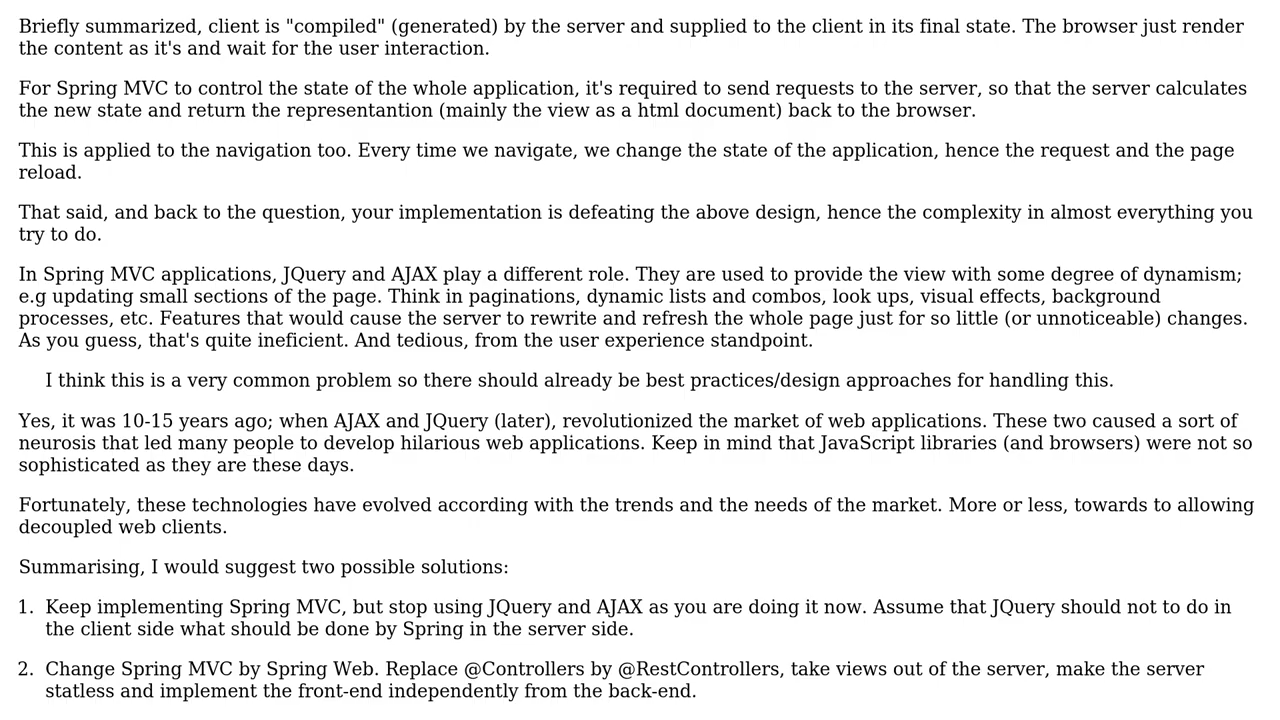 Briefly summarized, client is "compiled" (generated) by the server and supplied to the client in its final state. The browser just render
the content as it's and wait for the user interaction.
For Spring MVC to control the state of the whole application, it's required to send requests to the server, so that the server calculates
the new state and return the representantion (mainly the view as a html document) back to the browser.
This is applied to the navigation too. Every time we navigate, we change the state of the application, hence the request and the page
reload.
That said, and back to the question, your implementation is defeating the above design, hence the complexity in almost everything you
try to do.
In Spring MVC applications, JQuery and AJAX play a different role. They are used to provide the view with some degree of dynamism;
e.g updating small sections of the page. Think in paginations, dynamic lists and combos, look ups, visual effects, background
processes, etc. Features that would cause the server to rewrite and refresh the whole page just for so little (or unnoticeable) changes.
As you guess, that's quite ineficient. And tedious, from the user experience standpoint.
I think this is a very common problem so there should already be best practices/design approaches for handling this.
Yes, it was 10-15 years ago; when AJAX and JQuery (later), revolutionized the market of web applications. These two caused a sort of
neurosis that led many people to develop hilarious web applications. Keep in mind that JavaScript libraries (and browsers) were not so
sophisticated as they are these days.
Fortunately, these technologies have evolved according with the trends and the needs of the market. More or less, towards to allowing
decoupled web clients.
Summarising, I would suggest two possible solutions:
1. Keep implementing Spring MVC, but stop using JQuery and AJAX as you are doing it now. Assume that JQuery should not to do in
the client side what should be done by Spring in the server side.
2. Change Spring MVC by Spring Web. Replace @Controllers by @RestControllers, take views out of the server, make the server
statless and implement the front-end independently from the back-end.